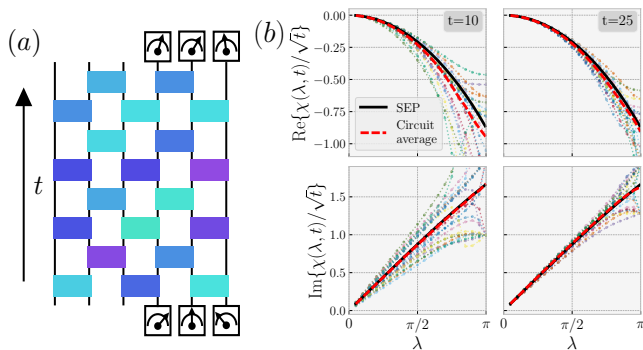 (a)
t
(b)
t=10
t=25
Re{χ(λ, t)/√t}
0.00
−0.25
−0.50
−0.75
−1.00
SEP
Circuit
average
Im{χ(λ, t)/√t}
1.5
1.0
0.5
0.0
0
π/2
π
0
π/2
π
λ
λ